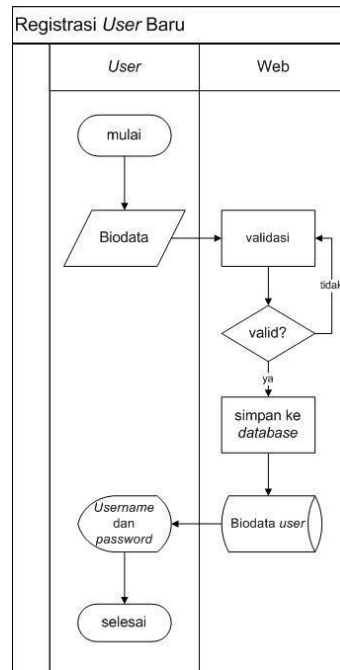 Registrasi User Baru
User
Web
mulai
Biodata
validasi
tidak
valid?
ya
simpan ke
database
Username
dan
password
Biodata user
selesai